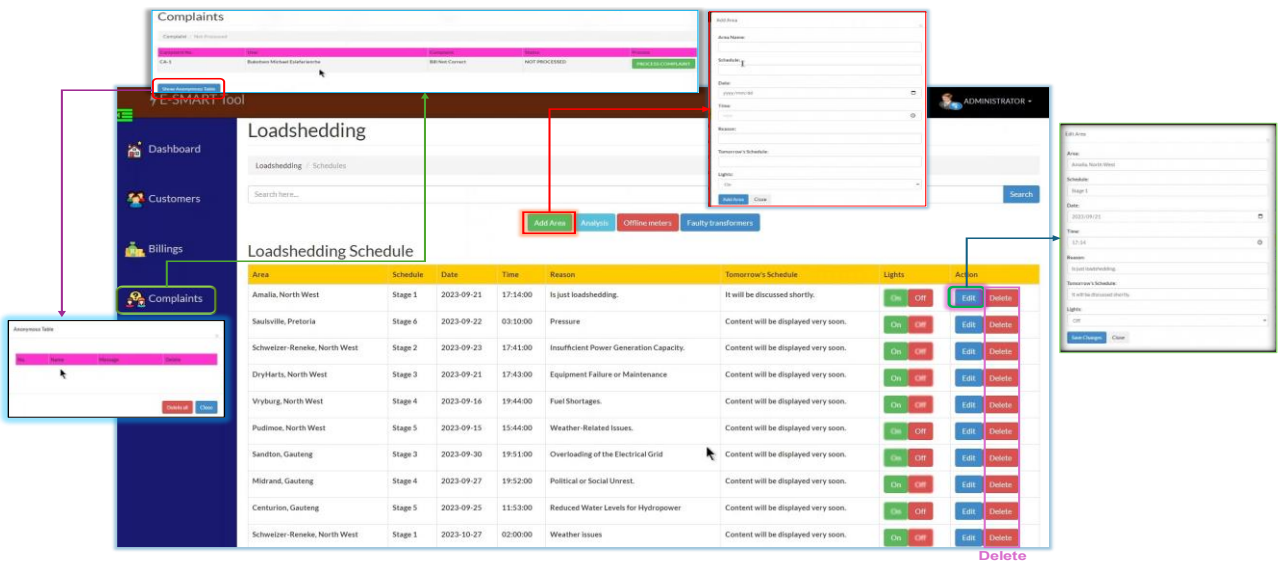 Complaints
Complaint / Not Processed
Complaint No. User Complaint Status Process
CA-1 Bill Not Correct NOT PROCESSED PROCESS COMPLAINT
Show Anonymous Table
E-SMART Tool
ADMINISTRATOR
Dashboard
Customers
Billings
Complaints
Loadshedding
Loadshedding / Schedules
Search here...
Search
Add Area Analysis Offline meters Faulty transformers
Loadshedding Schedule
Area Schedule Date Time Reason Tomorrow's Schedule Lights Action
Amalia, North West Stage 1 2023-09-21 17:14:00 Is just loadshedding. It will be discussed shortly. On Off Edit Delete
Saulsville, Pretoria Stage 6 2023-09-22 03:10:00 Pressure Content will be displayed very soon. On Off Edit Delete
Schweizer-Reneke, North West Stage 2 2023-09-23 17:41:00 Insufficient Power Generation Capacity. Content will be displayed very soon. On Off Edit Delete
DryHarts, North West Stage 3 2023-09-21 17:43:00 Equipment Failure or Maintenance Content will be displayed very soon. On Off Edit Delete
Vryburg, North West Stage 4 2023-09-16 19:44:00 Fuel Shortages. Content will be displayed very soon. On Off Edit Delete
Pudimoe, North West Stage 5 2023-09-15 15:44:00 Weather-Related Issues. Content will be displayed very soon. On Off Edit Delete
Sandton, Gauteng Stage 3 2023-09-30 19:51:00 Overloading of the Electrical Grid Content will be displayed very soon. On Off Edit Delete
Midrand, Gauteng Stage 4 2023-09-27 19:52:00 Political or Social Unrest. Content will be displayed very soon. On Off Edit Delete
Centurion, Gauteng Stage 5 2023-09-25 11:53:00 Reduced Water Levels for Hydropower Content will be displayed very soon. On Off Edit Delete
Schweizer-Reneke, North West Stage 1 2023-10-27 02:00:00 Weather issues Content will be displayed very soon. On Off Edit Delete
Delete
Add Area
Area Name:
Schedule:
Date:
yyyy/mm/dd
Time:
Reason:
Tomorrow's Schedule:
Lights:
On
Add Area Close
Edit Area
Area:
Amalia, North West
Schedule:
Stage 1
Date:
2023/09/21
Time:
17:14
Reason:
Is just loadshedding.
Tomorrow's Schedule:
It will be discussed shortly.
Lights:
Off
Save Changes Close
Anonymous Table
No. Name Message Delete
Delete all Close